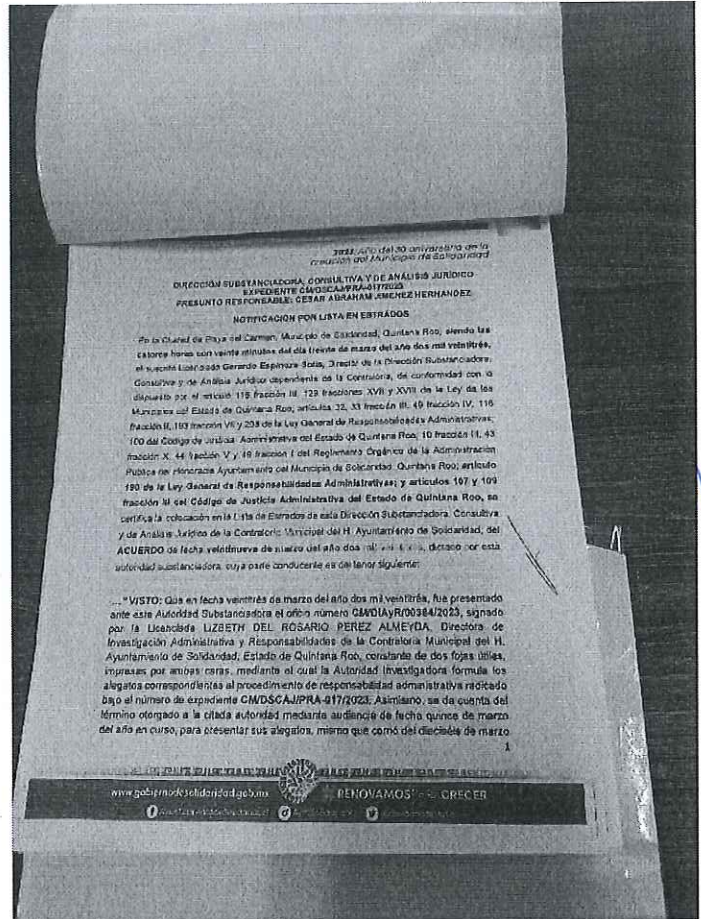 2023, Año del 30 aniversario de la
creación del Municipio de Solidaridad
DIRECCIÓN SUBSTANCIADORA, CONSULTIVA Y DE ANÁLISIS JURÍDICO
EXPEDIENTE CM/DSCAJ/PRA-017/2023
PRESUNTO RESPONSABLE: CESAR ABRAHAM JIMENEZ HERNANDEZ
NOTIFICACIÓN POR LISTA EN ESTRADOS
En la Ciudad de Playa del Carmen, Municipio de Solidaridad, Quintana Roo, siendo las
catorce horas con veinte minutos del día treinta de marzo del año dos mil veintitrés,
el suscrito Licenciado Gerardo Espinoza Solis, Director de la Dirección Substanciadora,
Consultiva y de Análisis Jurídico dependiente de la Contraloría, de conformidad con lo
dispuesto por el artículo 116 fracción III, 129 fracciones XVII y XVIII de la Ley de los
Municipios del Estado de Quintana Roo, artículos 32, 33 fracción III, 49 fracción IV, 116
fracción II, 193 fracción VII y 208 de la Ley General de Responsabilidades Administrativas;
100 del Código de Justicia Administrativa del Estado de Quintana Roo; 10 fracción III, 43
fracción X, 44 fracción V y 49 fracción I del Reglamento Orgánico de la Administración
Pública del Honorable Ayuntamiento del Municipio de Solidaridad, Quintana Roo; artículo
190 de la Ley General de Responsabilidades Administrativas; y artículos 107 y 109
fracción III del Código de Justicia Administrativa del Estado de Quintana Roo, se
certifica la colocación en la Lista de Estrados de esta Dirección Substanciadora, Consultiva
y de Análisis Jurídico de la Contraloría Municipal del H. Ayuntamiento de Solidaridad, del
ACUERDO de fecha veintinueve de marzo del año dos mil dictado por esta
autoridad substanciadora, cuya parte conducente es del tenor siguiente:
... "VISTO: Que en fecha veintitrés de marzo del año dos mil veintitrés, fue presentado
ante esta Autoridad Substanciadora el oficio número CM/DIAyR/00384/2023, signado
por la Licenciada LIZBETH DEL ROSARIO PEREZ ALMEYDA, Directora de
Investigación Administrativa y Responsabilidades de la Contraloría Municipal del H.
Ayuntamiento de Solidaridad, Estado de Quintana Roo, constante de dos fojas útiles,
impresas por ambas caras, mediante el cual la Autoridad Investigadora formula los
alegatos correspondientes al procedimiento de responsabilidad administrativa radicado
bajo el número de expediente CM/DSCAJ/PRA-017/2023. Asimismo, se da cuenta del
término otorgado a la citada autoridad mediante audiencia de fecha quince de marzo
del año en curso, para presentar sus alegatos, mismo que corrió del dieciséis de marzo
1
www.gobiernodesolidaridad.gob.mx
RENOVAMOS CRECER